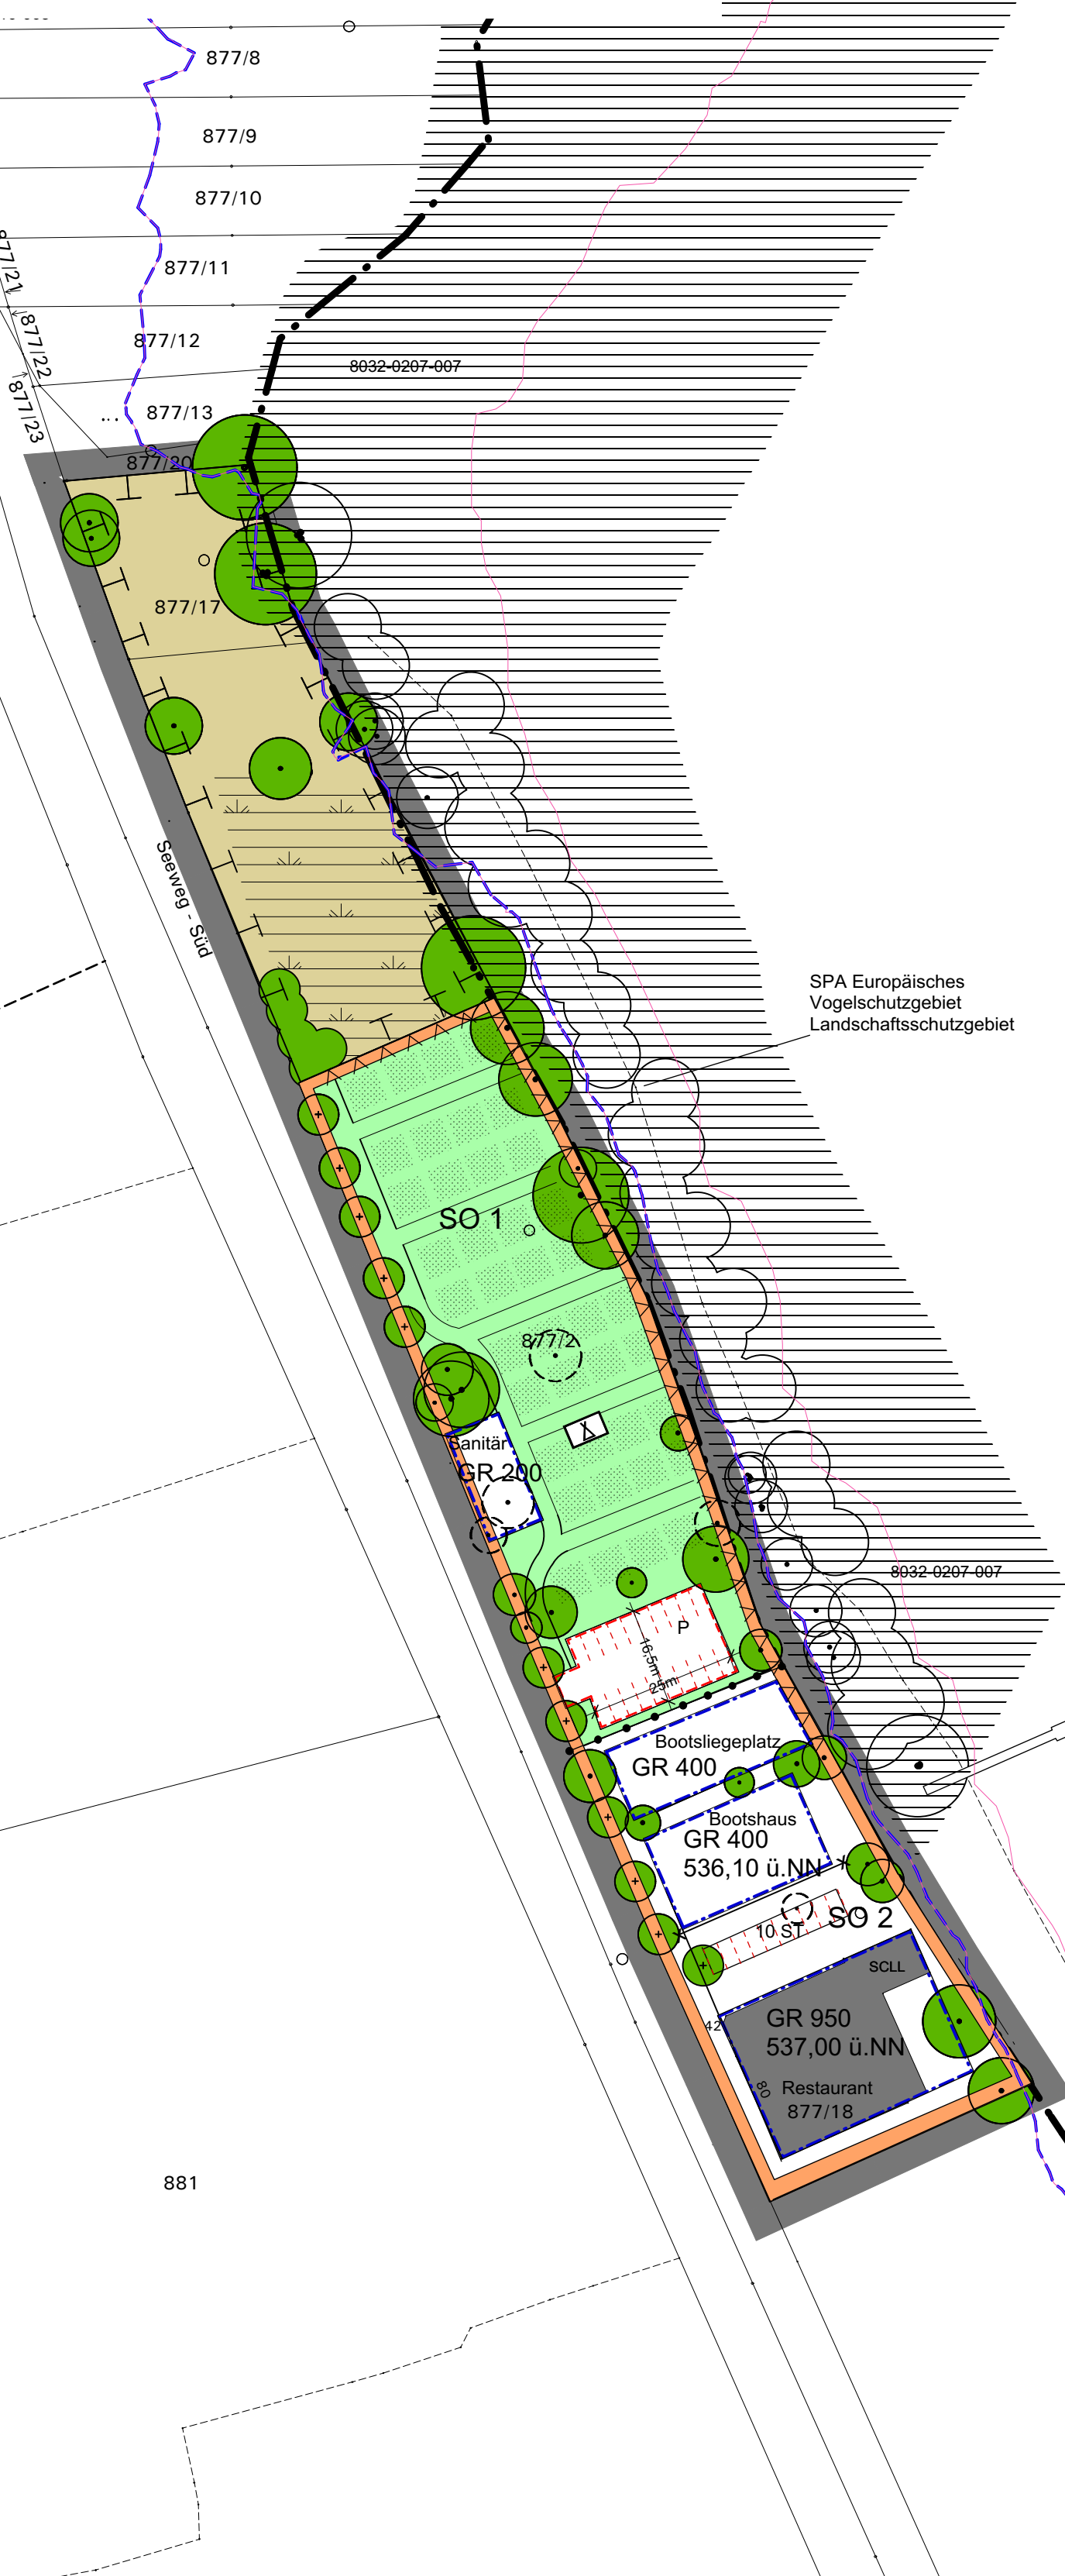 877/8
877/9
877/10
877/21
877/11
877/22
877/12
8032-0207-007
877/23
877/13
877/20
877/17
Seeweg - Süd
SPA Europäisches
Vogelschutzgebiet
Landschaftsschutzgebiet
SO 1
877/2
Sanitär
GR 200
8032-0207-007
P
16,5m
25m
Bootsliegeplatz
GR 400
Bootshaus
GR 400
536,10 ü.NN
SO 2
10 ST
SCLL
GR 950
42
537,00 ü.NN
80
Restaurant
877/18
881